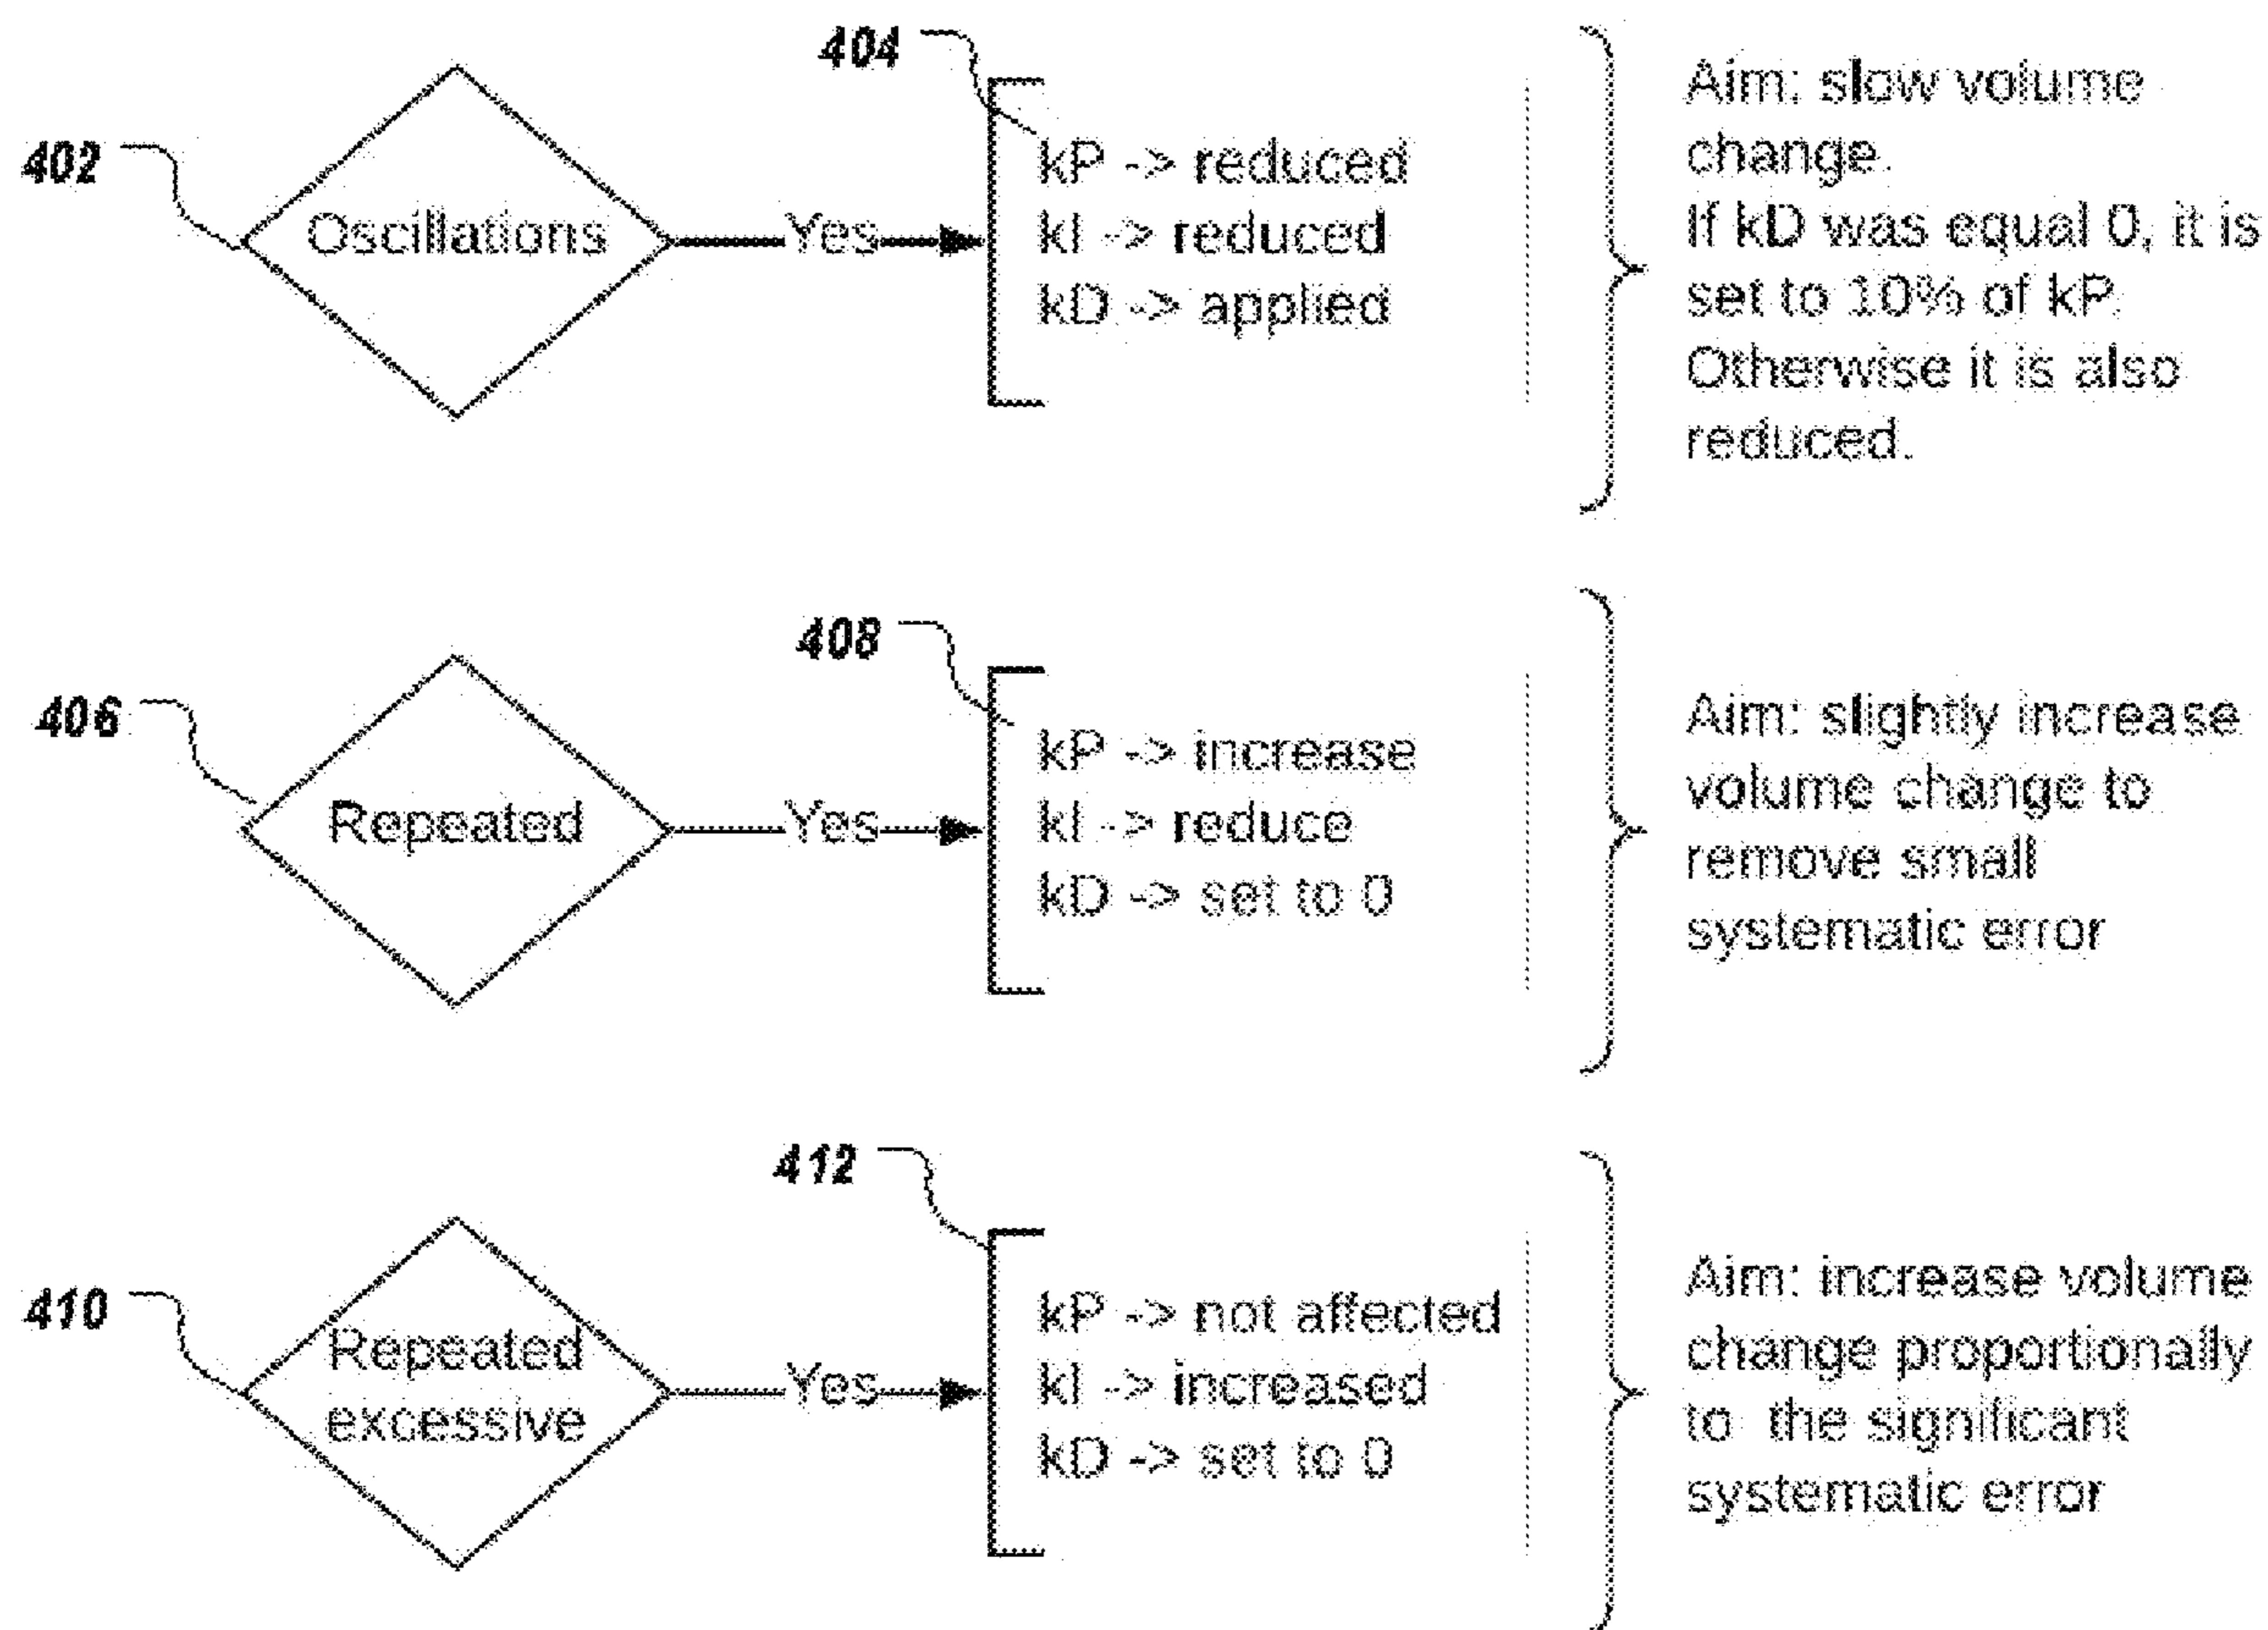 404
402
Oscillations
Yes
kP -> reduced
kI -> reduced
kD -> applied
Aim: slow volume
change.
If kD was equal 0, it is
set to 10% of kP.
Otherwise it is also
reduced.
408
406
Repeated
Yes
kP -> increase
kI -> reduce
kD -> set to 0
Aim: slightly increase
volume change to
remove small
systematic error
412
410
Repeated
excessive
Yes
kP -> not affected
kI -> increased
kD -> set to 0
Aim: increase volume
change proportionally
to the significant
systematic error